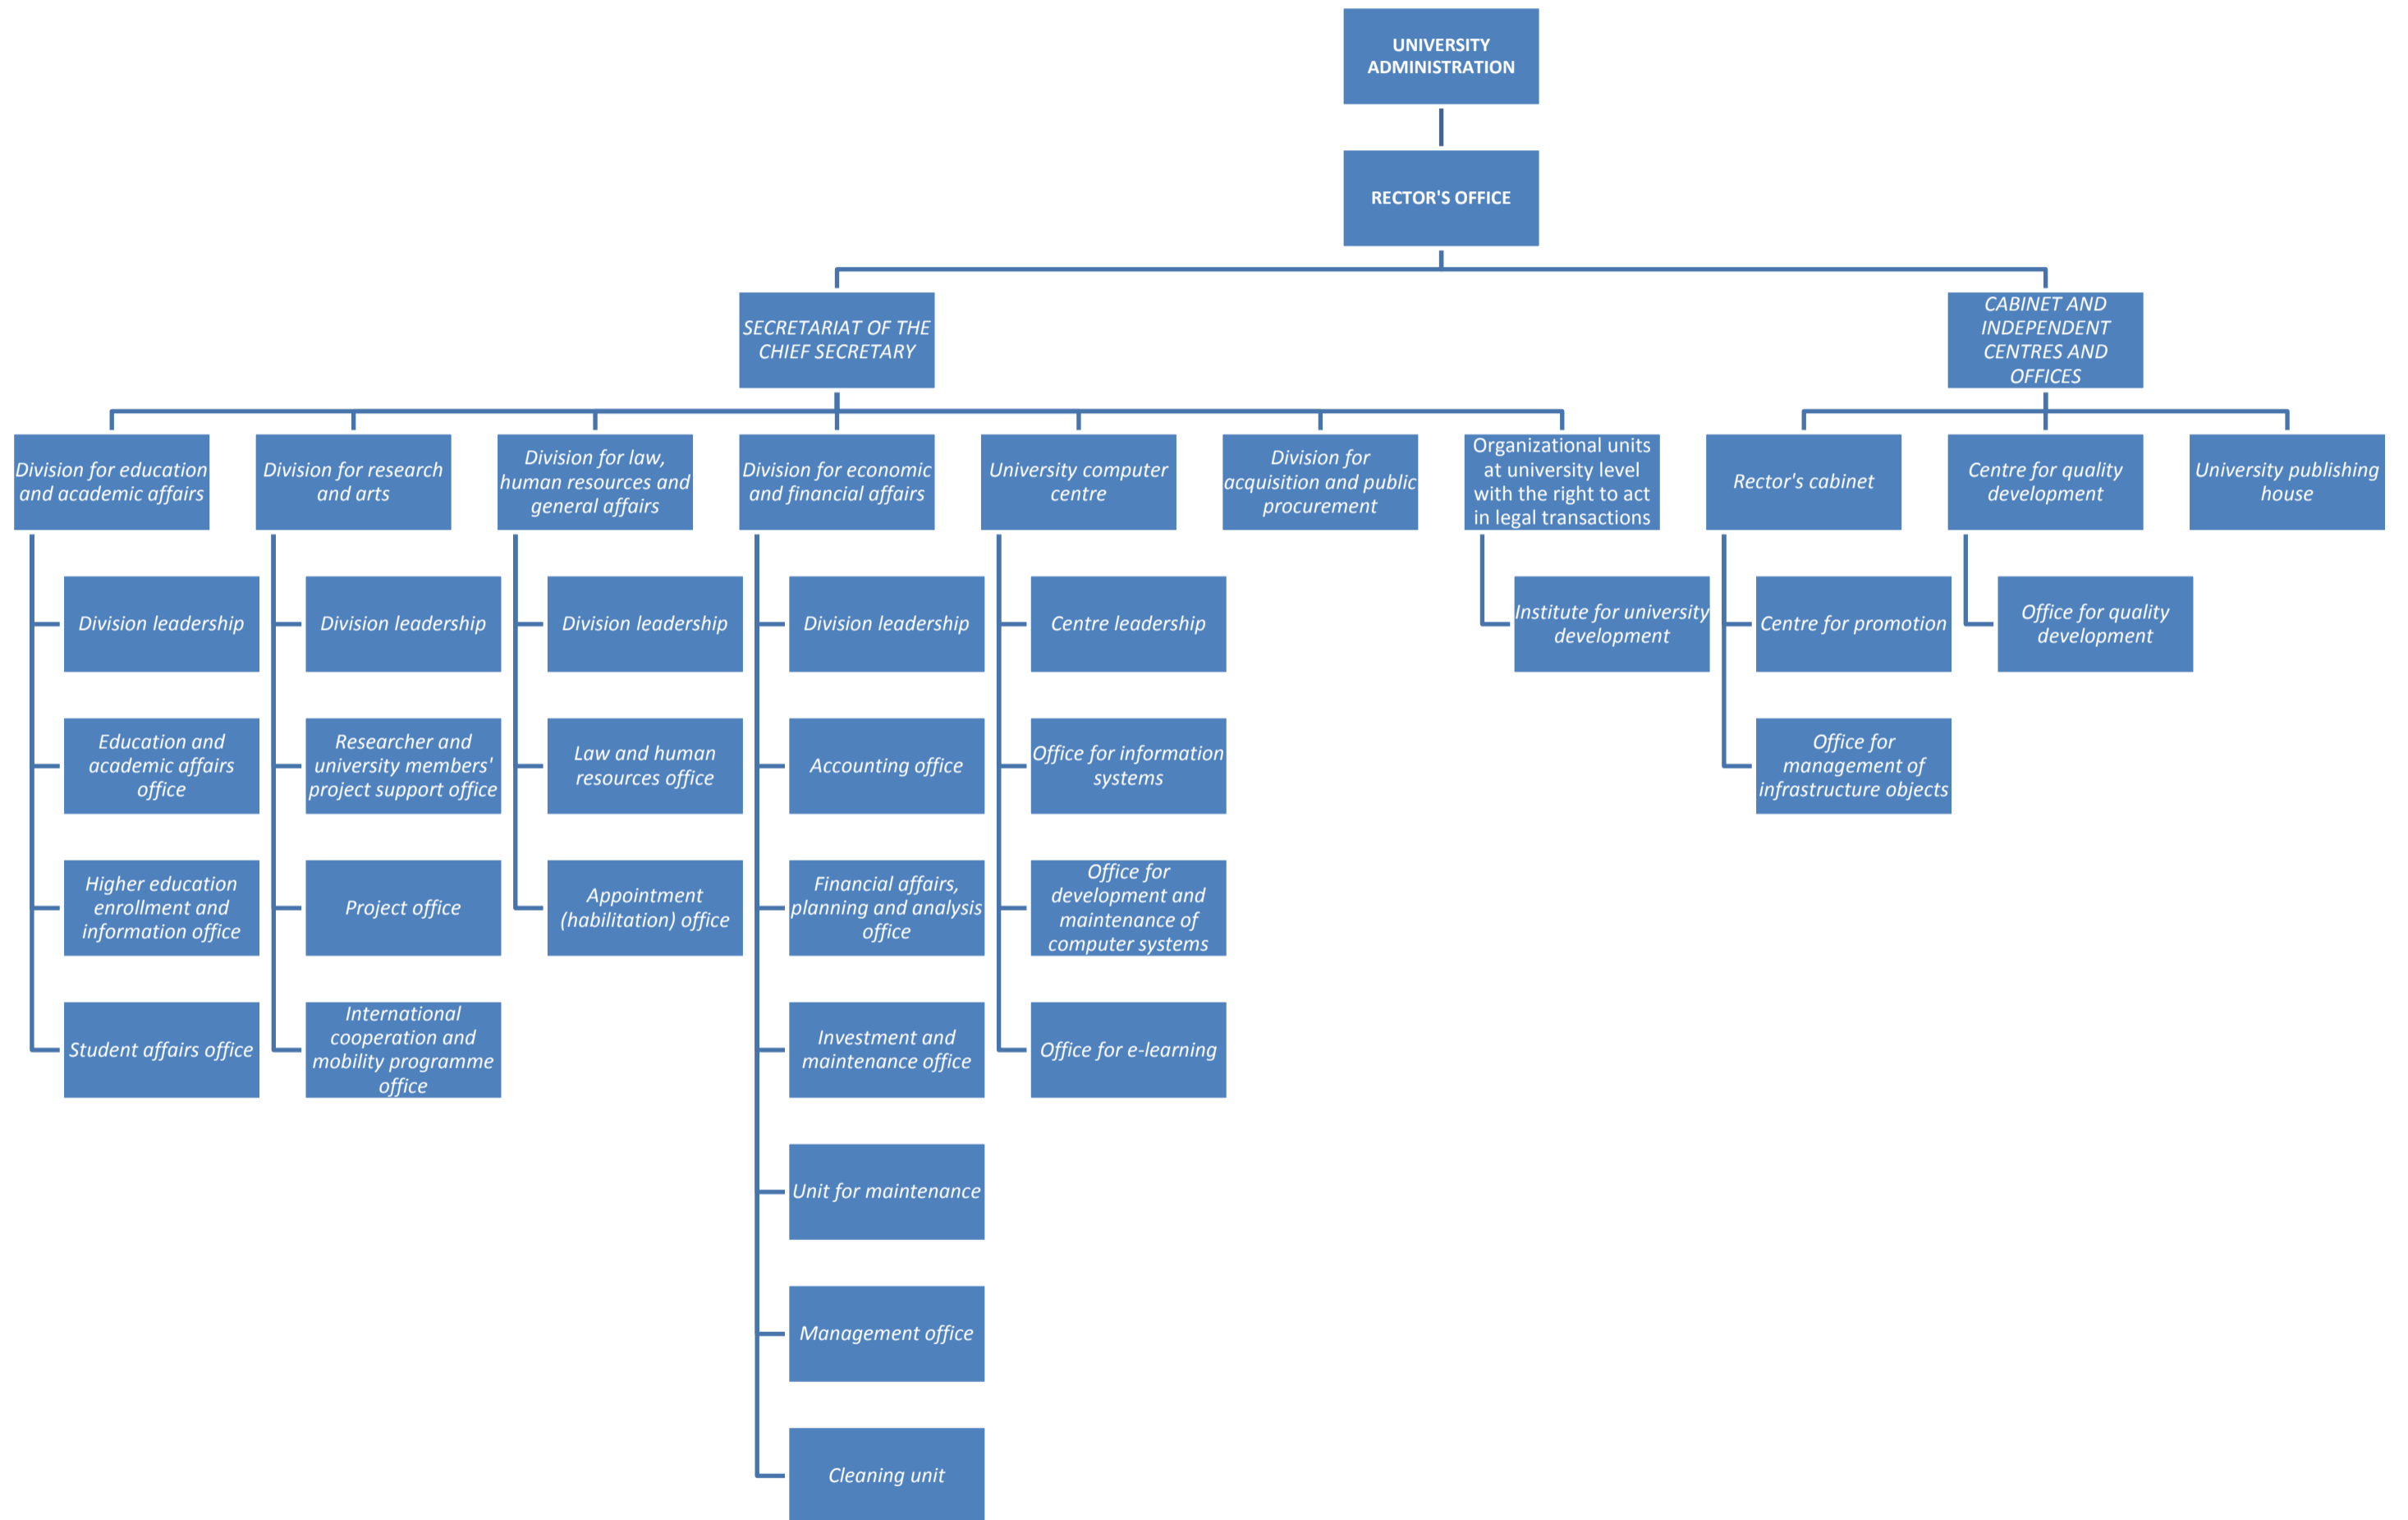 UNIVERSITY
ADMINISTRATION
RECTOR'S OFFICE
SECRETARIAT OF THE
CHIEF SECRETARY
CABINET AND
INDEPENDENT
CENTRES AND
OFFICES
Division for education
and academic affairs
Division for research
and arts
Division for law,
human resources and
general affairs
Division for economic
and financial affairs
University computer
centre
Division for
acquisition and public
procurement
Organizational units
at university level
with the right to act
in legal transactions
Rector's cabinet
Centre for quality
development
University publishing
house
Division leadership
Division leadership
Division leadership
Division leadership
Centre leadership
Institute for university
development
Centre for promotion
Office for quality
development
Education and
academic affairs
office
Researcher and
university members'
project support office
Law and human
resources office
Accounting office
Office for information
systems
Office for
management of
infrastructure objects
Higher education
enrollment and
information office
Project office
Appointment
(habilitation) office
Financial affairs,
planning and analysis
office
Office for
development and
maintenance of
computer systems
Student affairs office
International
cooperation and
mobility programme
office
Investment and
maintenance office
Office for e-learning
Unit for maintenance
Management office
Cleaning unit